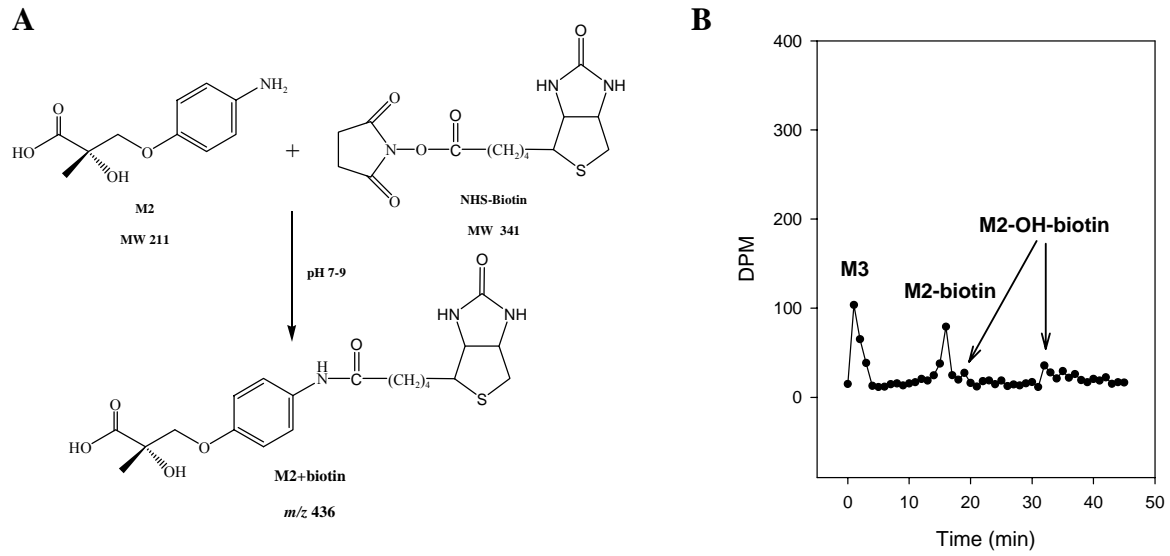 A
O
HO
OH
O
NH2
M2
MW 211
+
O
O
N
O
C
O
(CH2)4
S
HN
NH
O
NHS-Biotin
MW 341
pH 7-9
O
HO
OH
O
H
N
O
C
(CH2)4
S
HN
NH
O
M2+biotin
m/z 436
B
DPM
400
300
200
100
0
M3
M2-biotin
M2-OH-biotin
0 10 20 30 40 50
Time (min)